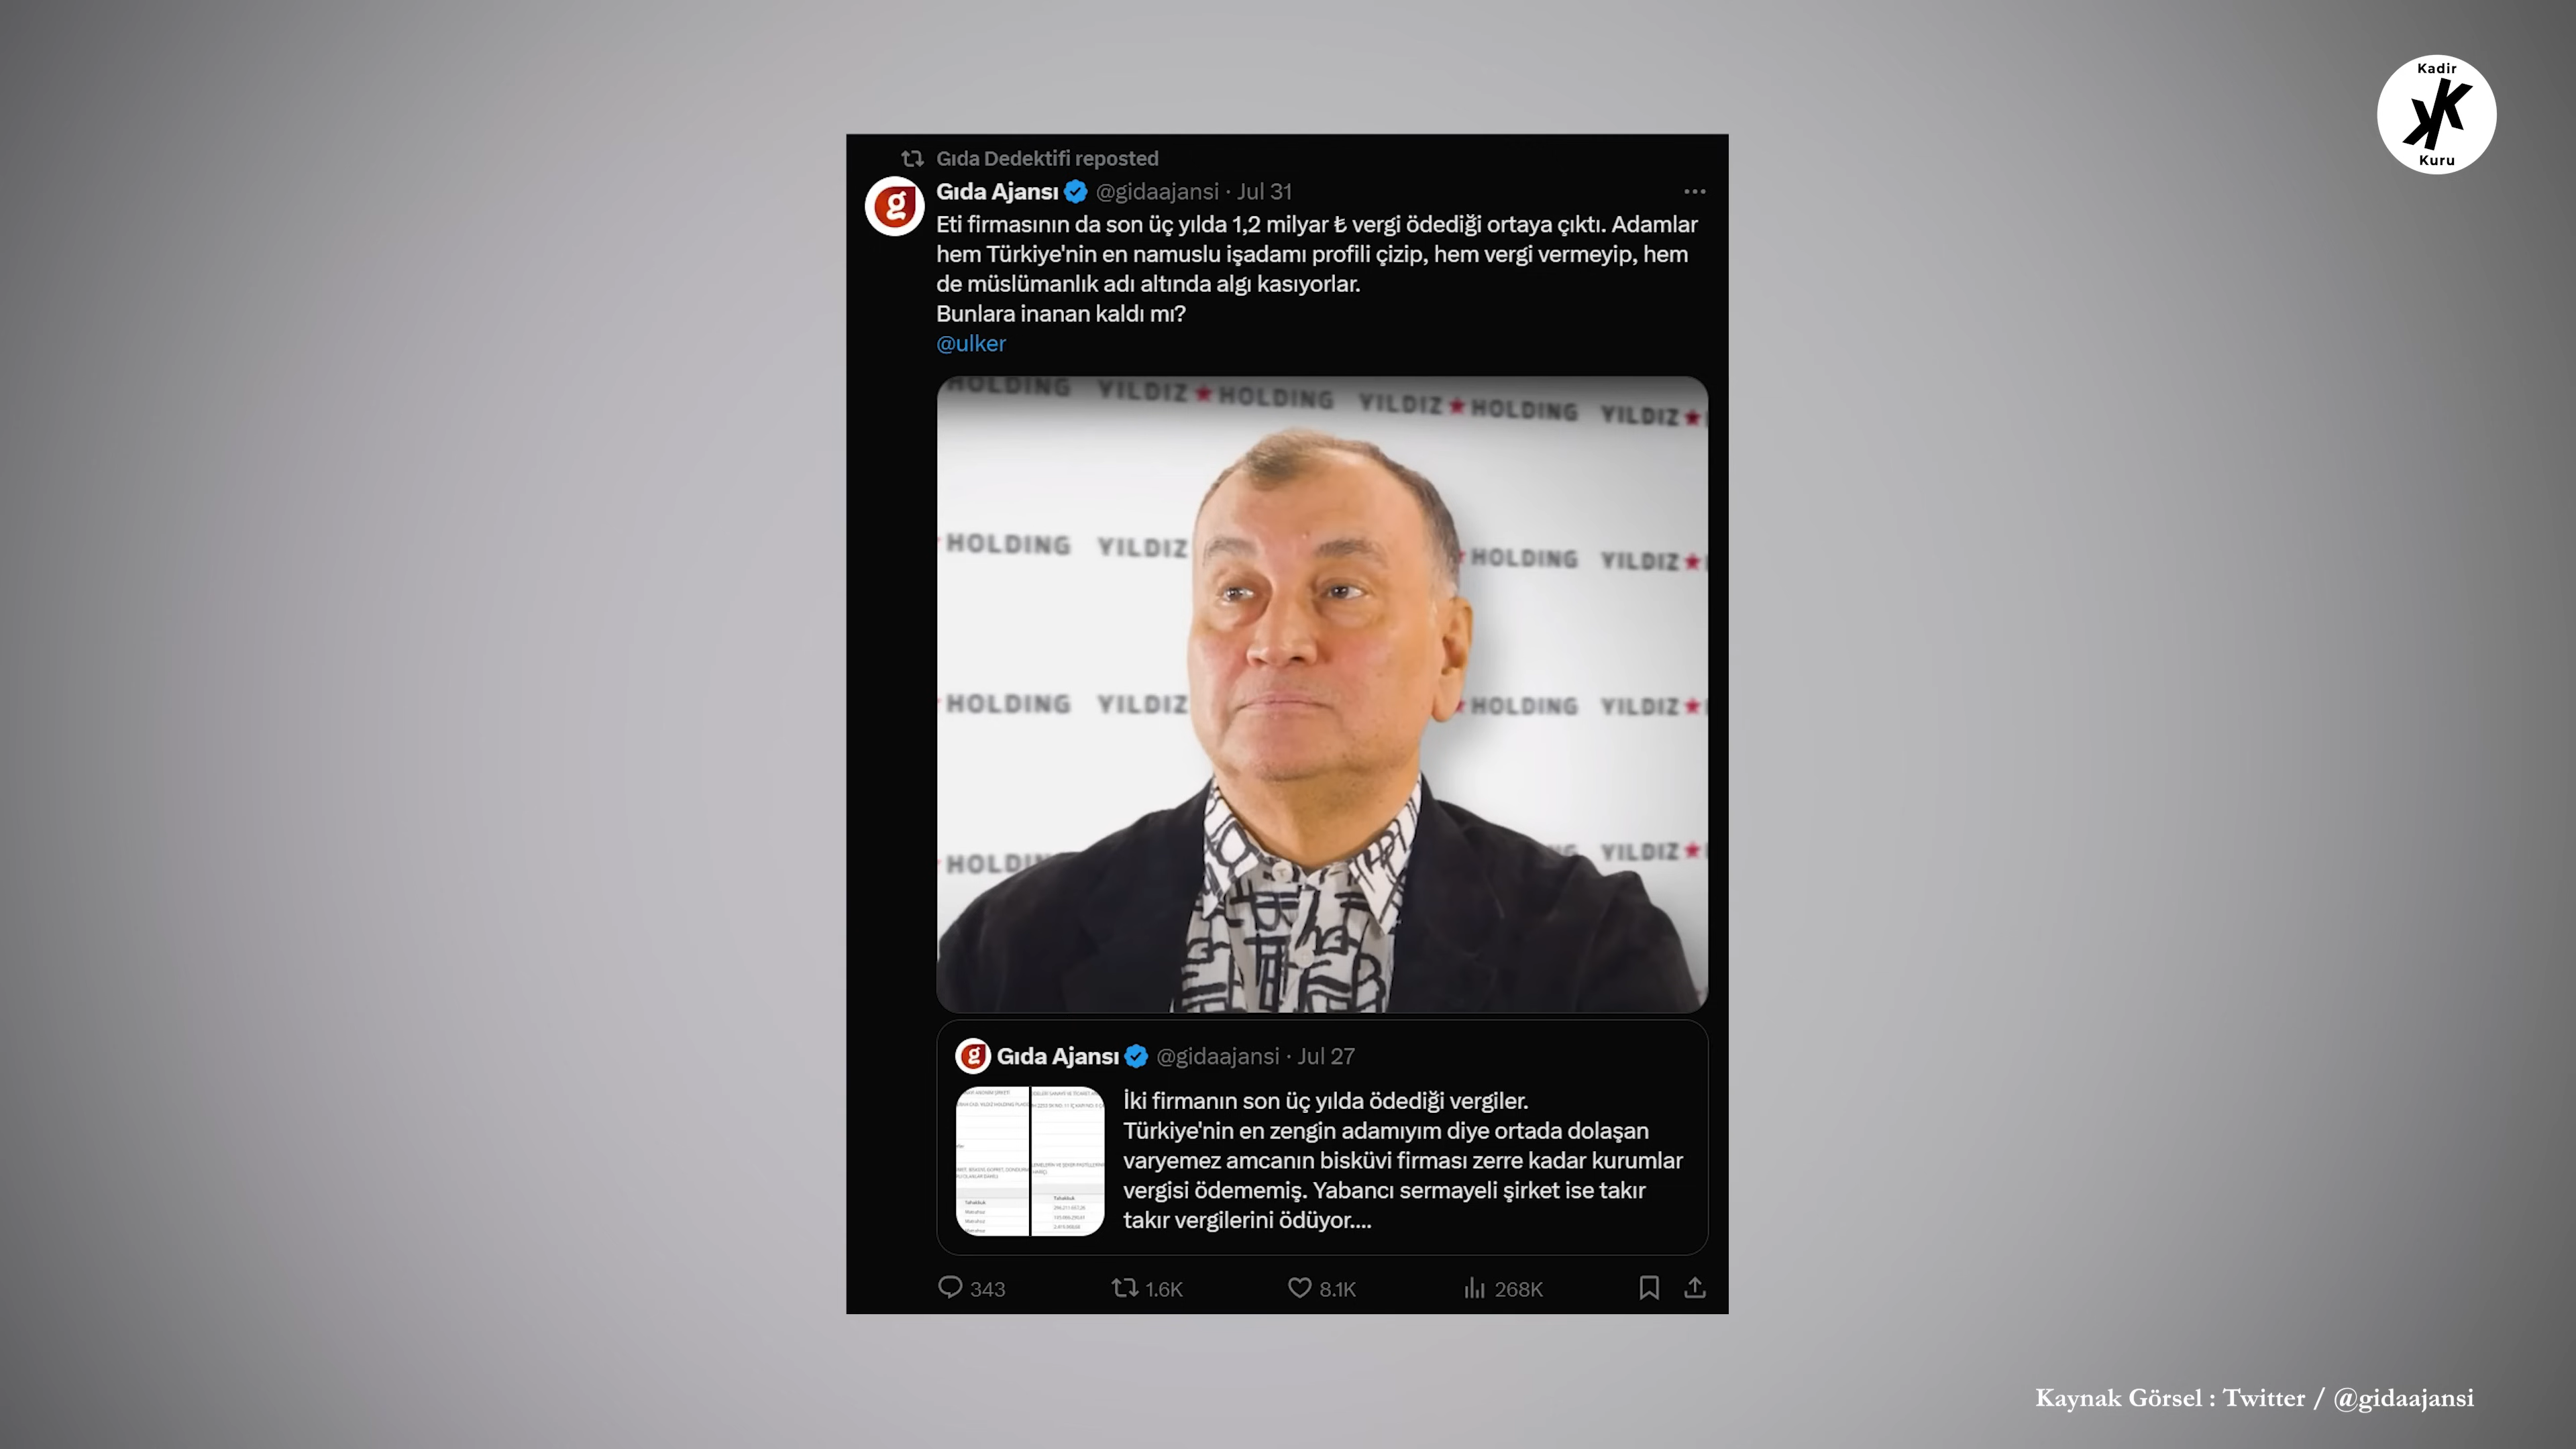 Kadir
KK
Kuru
Gıda Dedektifi reposted
Gıda Ajansı @gidaajansi · Jul 31
Eti firmasının da son üç yılda 1,2 milyar ₺ vergi ödediği ortaya çıktı. Adamlar
hem Türkiye'nin en namuslu işadamı profili çizip, hem vergi vermeyip, hem
de müslümanlık adı altında algı kasıyorlar.
Bunlara inanan kaldı mı?
@ulker
HOLDING YILDIZ★HOLDING YILDIZ★HOLDING YILDIZ★
HOLDING YILDIZ HOLDING YILDIZ★
HOLDING YILDIZ HOLDING YILDIZ★
YILDIZ★
g Gıda Ajansı @gidaajansi · Jul 27
İki firmanın son üç yılda ödediği vergiler.
Türkiye'nin en zengin adamıyım diye ortada dolaşan
varyemez amcanın bisküvi firması zerre kadar kurumlar
vergisi ödememiş. Yabancı sermayeli şirket ise takır
takır vergilerini ödüyor....
Tahakkuk
Tahakkuk
343 1.6K 8.1K 268K
Kaynak Görsel : Twitter / @gidaajansi